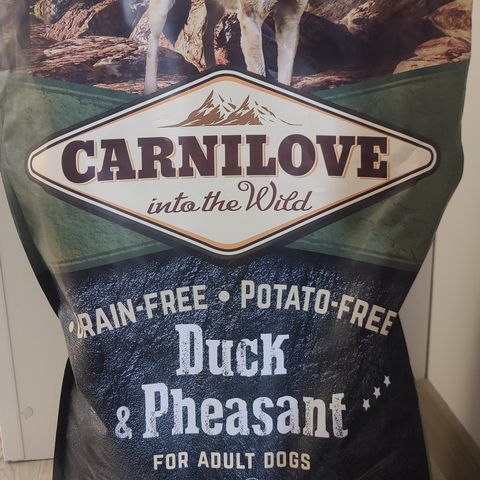 CARNILOVE
into the Wild
GRAIN-FREE • POTATO-FREE
Duck
& Pheasant
FOR ADULT DOGS